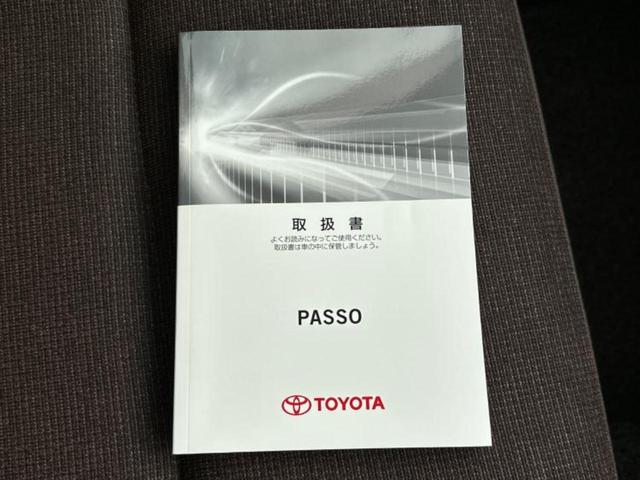 取扱書
よくお読みになってご使用ください。
取扱書は車の中に保管しましょう。
PASSO
TOYOTA